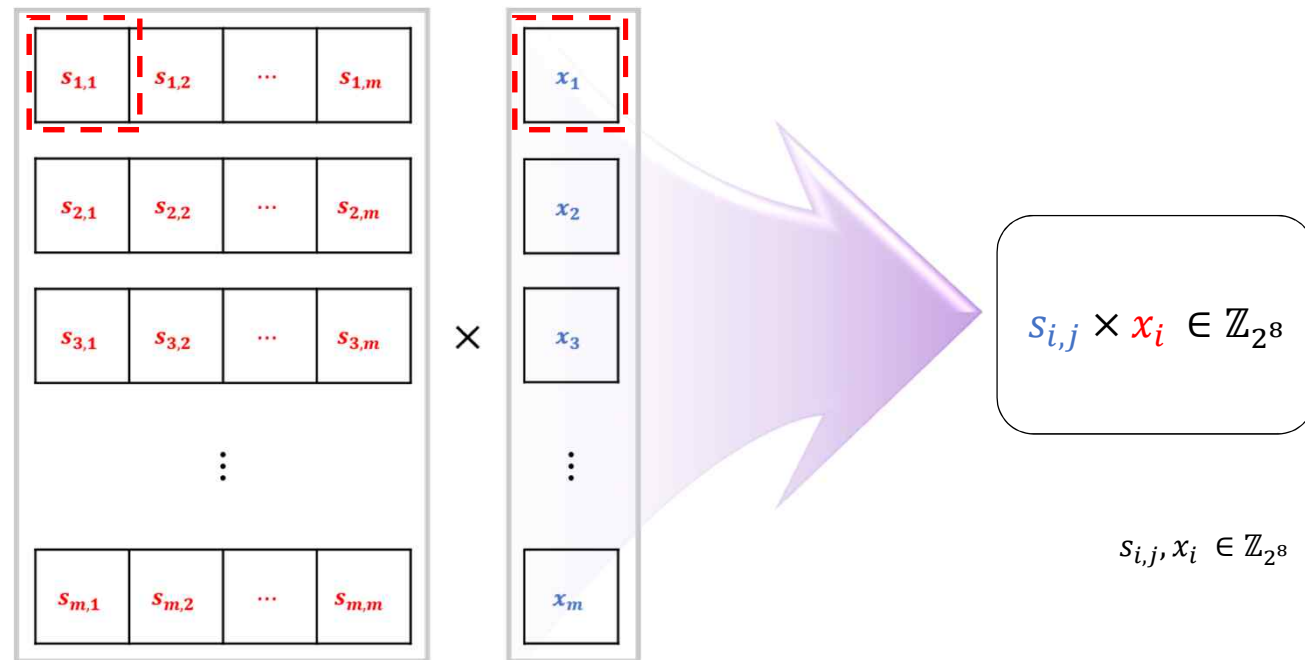 s₁,₁ s₁,₂ ⋯ s₁,ₘ x₁
s₂,₁ s₂,₂ ⋯ s₂,ₘ x₂
s₃,₁ s₃,₂ ⋯ s₃,ₘ × x₃
⋮ ⋮
sₘ,₁ sₘ,₂ ⋯ sₘ,ₘ xₘ
sᵢ,ⱼ × xᵢ ∈ ℤ₂⁸
sᵢ,ⱼ, xᵢ ∈ ℤ₂⁸